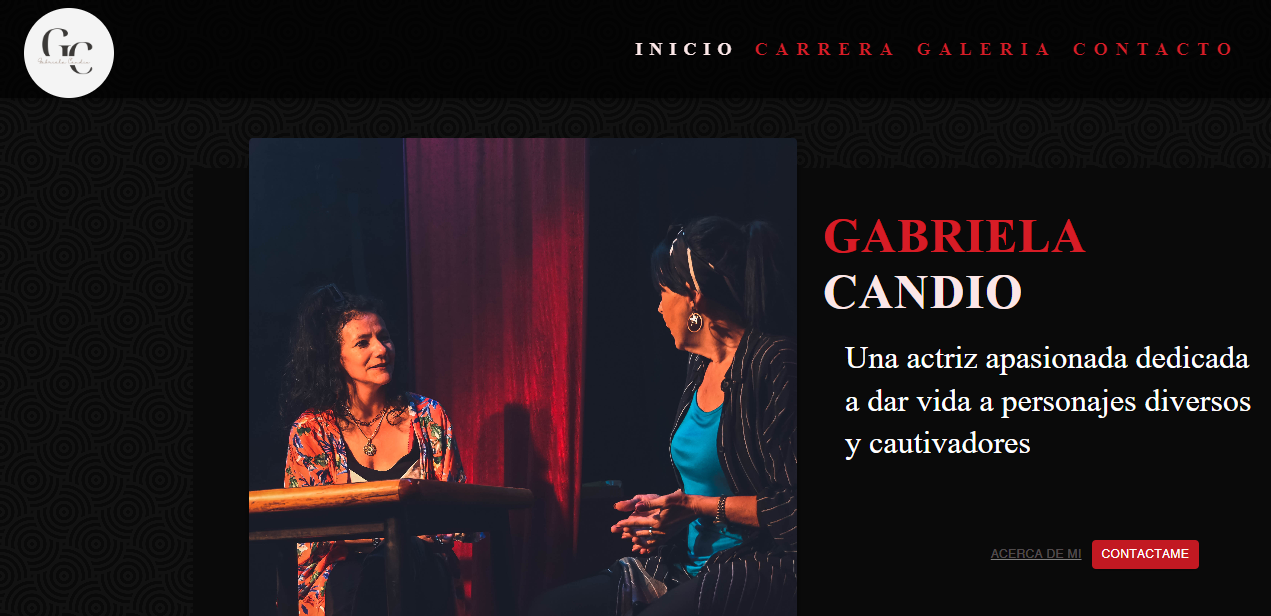 GC
Gabriela Candio
INICIO CARRERA GALERIA CONTACTO
GABRIELA
CANDIO
Una actriz apasionada dedicada
a dar vida a personajes diversos
y cautivadores
ACERCA DE MI CONTACTAME